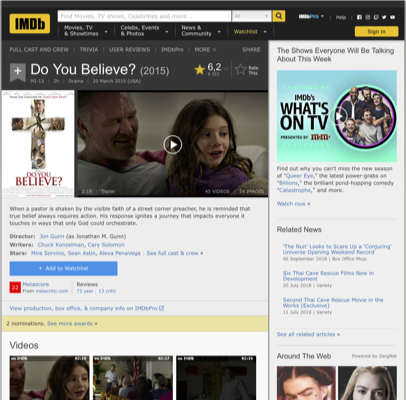 IMDb
Find Movies, TV shows, Celebrities and more...
All
IMDbPro
Help
Movies, TV & Showtimes
Celebs, Events & Photos
News & Community
Watchlist
Sign in
FULL CAST AND CREW | TRIVIA | USER REVIEWS | IMDbPro | MORE
SHARE
Do You Believe? (2015)
PG-13 | 2h | Drama | 20 March 2015 (USA)
6,2
Rate This
DO YOU BELIEVE?
2:19 | Trailer
45 VIDEOS | 74 IMAGES
When a pastor is shaken by the visible faith of a street corner preacher, he is reminded that
true belief always requires action. His response ignites a journey that impacts everyone it
touches in ways that only God could orchestrate.
Director: Jon Gunn (as Jonathan M. Gunn)
Writers: Chuck Konzelman, Cary Solomon
Stars: Mira Sorvino, Sean Astin, Alexa PenaVega | See full cast & crew »
+ Add to Watchlist
22
Metascore
From metacritic.com
Reviews
72 user | 13 critic
View production, box office, & company info on IMDbPro
2 nominations. See more awards »
Videos
The Shows Everyone Will Be Talking
About This Week
IMDb's
WHAT'S
ON TV
PRESENTED BY
Find out why you can't miss the new season
of "Queer Eye," the latest power-grabs on
"Billions," the brilliant pond-hopping comedy
"Catastrophe," and more.
Watch now »
Related News
'The Nun' Looks to Scare Up a 'Conjuring'
Universe Opening Weekend Record
06 September 2018 | Box Office Mojo
Six Thai Cave Rescue Films Now in
Development
20 July 2018 | Variety
Second Thai Cave Rescue Movie in the
Works (Exclusive)
11 July 2018 | Variety
See all related articles »
Around The Web
Powered by ZergNet